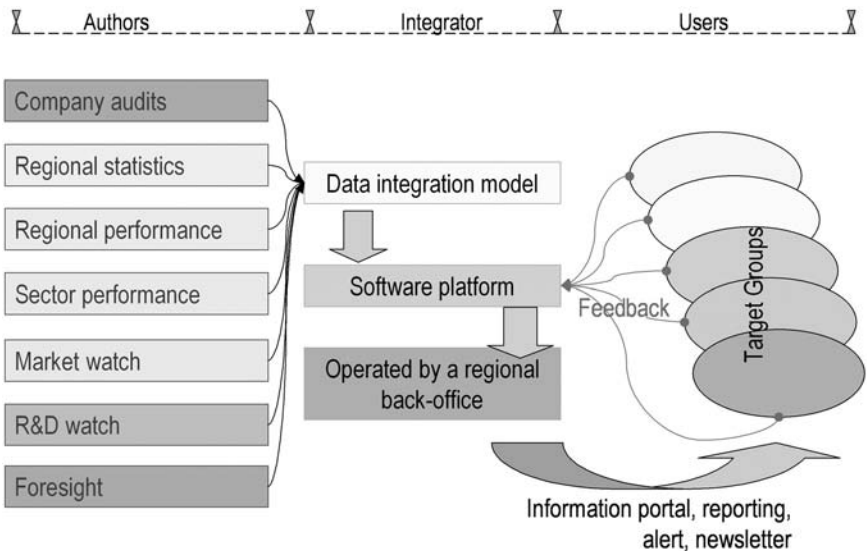 Authors
Integrator
Users
Company audits
Regional statistics
Regional performance
Sector performance
Market watch
R&D watch
Foresight
Data integration model
Software platform
Operated by a regional
back-office
Feedback
Target Groups
Information portal, reporting,
alert, newsletter